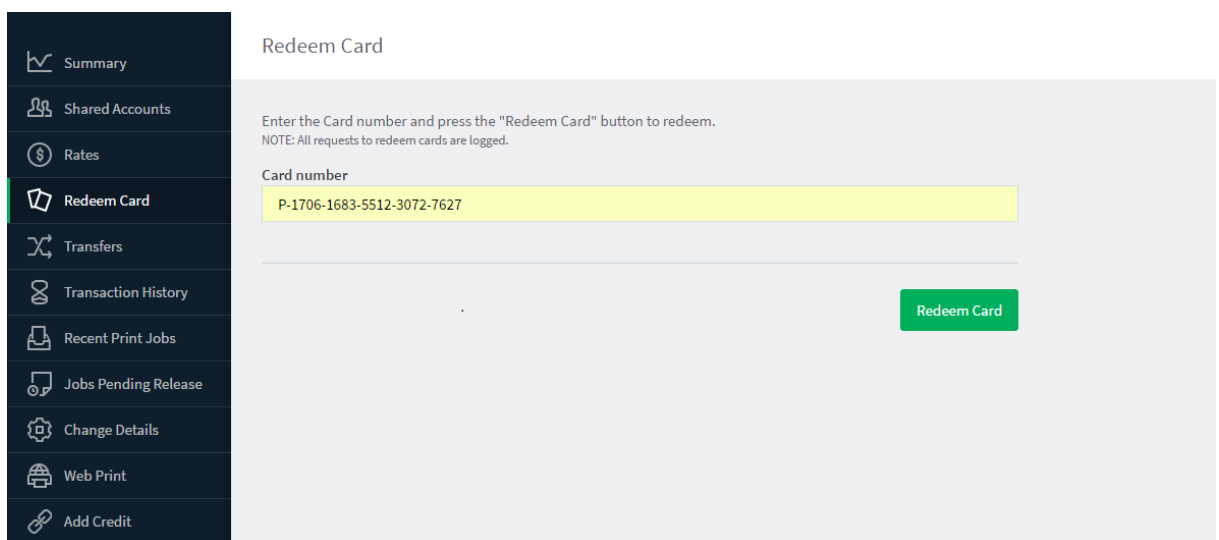 Summary
Shared Accounts
Rates
Redeem Card
Transfers
Transaction History
Recent Print Jobs
Jobs Pending Release
Change Details
Web Print
Add Credit
Redeem Card
Enter the Card number and press the "Redeem Card" button to redeem.
NOTE: All requests to redeem cards are logged.
Card number
P-1706-1683-5512-3072-7627
Redeem Card